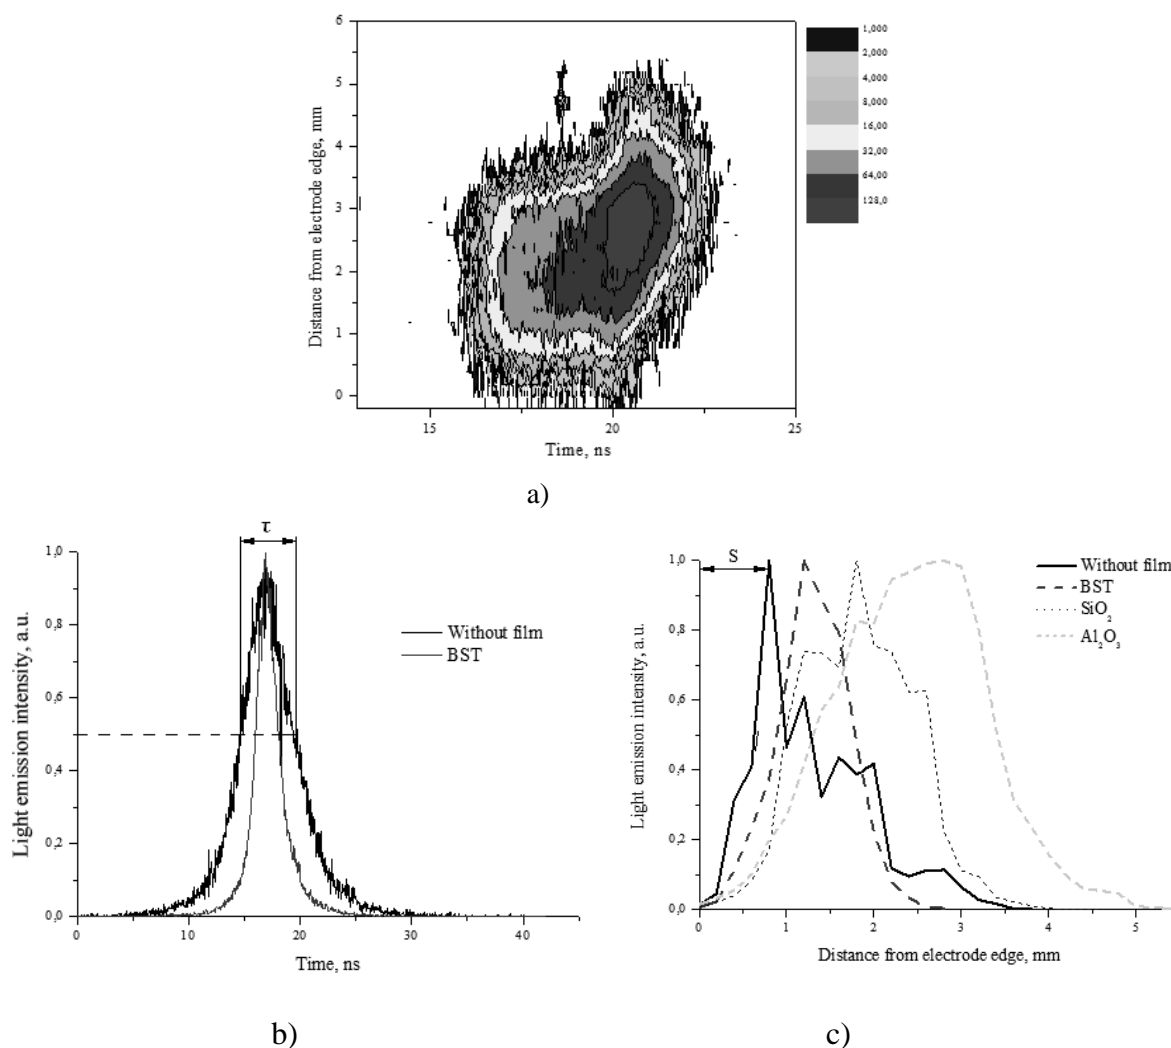 6
5
4
3
2
1
0
Distance from electrode edge, mm
15
20
25
Time, ns
1,000
2,000
4,000
8,000
16,00
32,00
64,00
128,0
a)
τ
1,0
0,8
0,6
0,4
0,2
0,0
Light emission intensity, a.u.
0
10
20
30
40
Time, ns
Without film
BST
b)
S
1,0
0,8
0,6
0,4
0,2
0,0
Light emission intensity, a.u.
0
1
2
3
4
5
Distance from electrode edge, mm
Without film
BST
SiO₂
Al₂O₃
c)